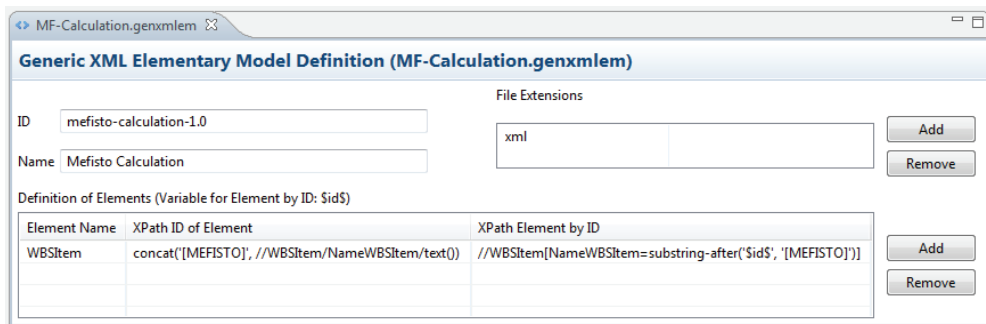 MF-Calculation.genxmlem
Generic XML Elementary Model Definition (MF-Calculation.genxmlem)
File Extensions
ID mefisto-calculation-1.0
xml
Add
Name Mefisto Calculation
Remove
Definition of Elements (Variable for Element by ID: $id$)
Element Name XPath ID of Element XPath Element by ID
WBSItem concat('[MEFISTO]', //WBSItem/NameWBSItem/text()) //WBSItem[NameWBSItem=substring-after('$id$', '[MEFISTO]')]
Add
Remove